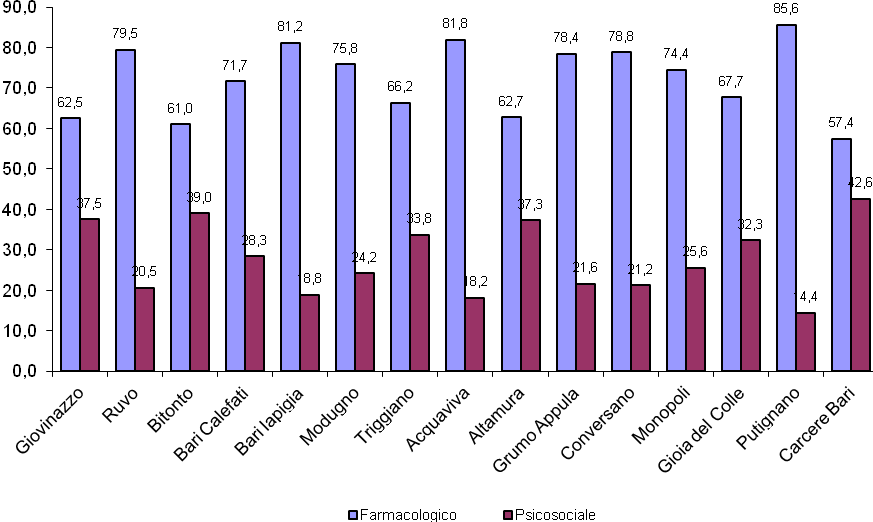 90,0
80,0
70,0
60,0
50,0
40,0
30,0
20,0
10,0
0,0
62,5
37,5
79,5
20,5
61,0
39,0
71,7
28,3
81,2
18,8
75,8
24,2
66,2
33,8
81,8
18,2
62,7
37,3
78,4
21,6
78,8
21,2
74,4
25,6
67,7
32,3
85,6
14,4
57,4
42,6
Giovinazzo
Ruvo
Bitonto
Bari Calefati
Bari Iapigia
Modugno
Triggiano
Acquaviva
Altamura
Grumo Appula
Conversano
Monopoli
Gioia del Colle
Putignano
Carcere Bari
Farmacologico
Psicosociale